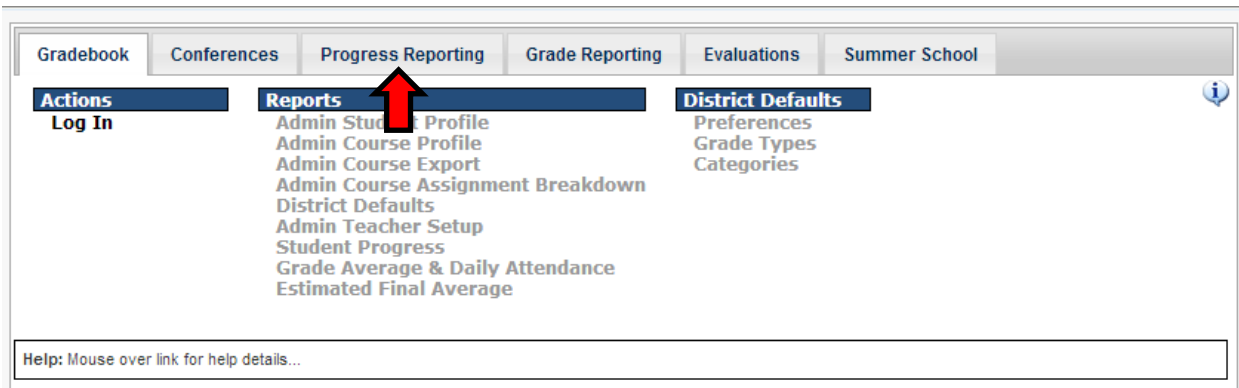 Gradebook Conferences Progress Reporting Grade Reporting Evaluations Summer School
Actions
Log In
Reports
Admin Student Profile
Admin Course Profile
Admin Course Export
Admin Course Assignment Breakdown
District Defaults
Admin Teacher Setup
Student Progress
Grade Average & Daily Attendance
Estimated Final Average
District Defaults
Preferences
Grade Types
Categories
Help: Mouse over link for help details...